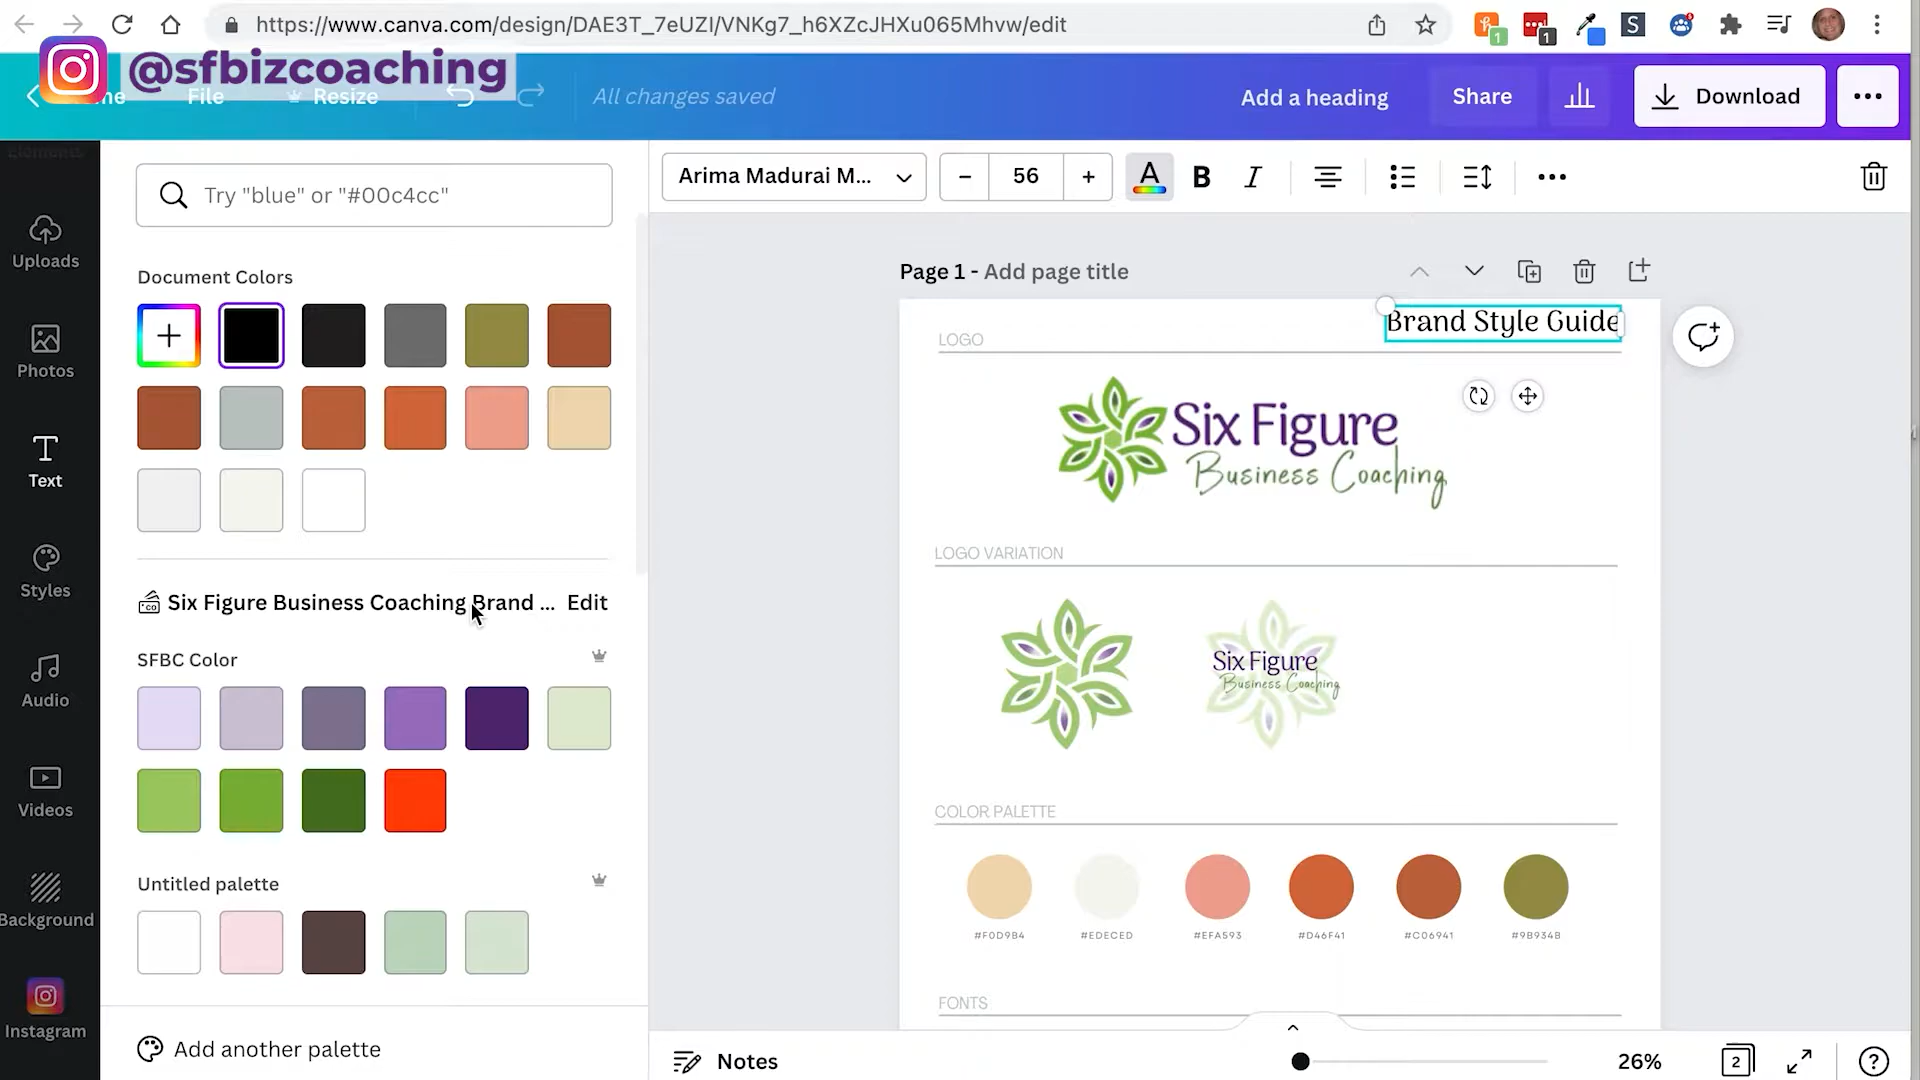 https://www.canva.com/design/DAE3T_7eUZI/VNKg7_h6XZcJHXu065Mhvw/edit
1
1
S
@sfbizcoaching
File
Resize
All changes saved
Add a heading
Share
Download
Elements
Uploads
Photos
Text
Styles
Audio
Videos
Background
Instagram
Try "blue" or "#00c4cc"
Document Colors
Six Figure Business Coaching Brand ...
Edit
SFBC Color
Untitled palette
Add another palette
Arima Madurai M...
56
A
B
I
Page 1 - Add page title
Brand Style Guide
LOGO
Six Figure
Business Coaching
LOGO VARIATION
Six Figure
Business Coaching
COLOR PALETTE
#F0D9B4
#EDECED
#EFA593
#D46F41
#C06941
#9B934B
FONTS
Notes
26%
2
?